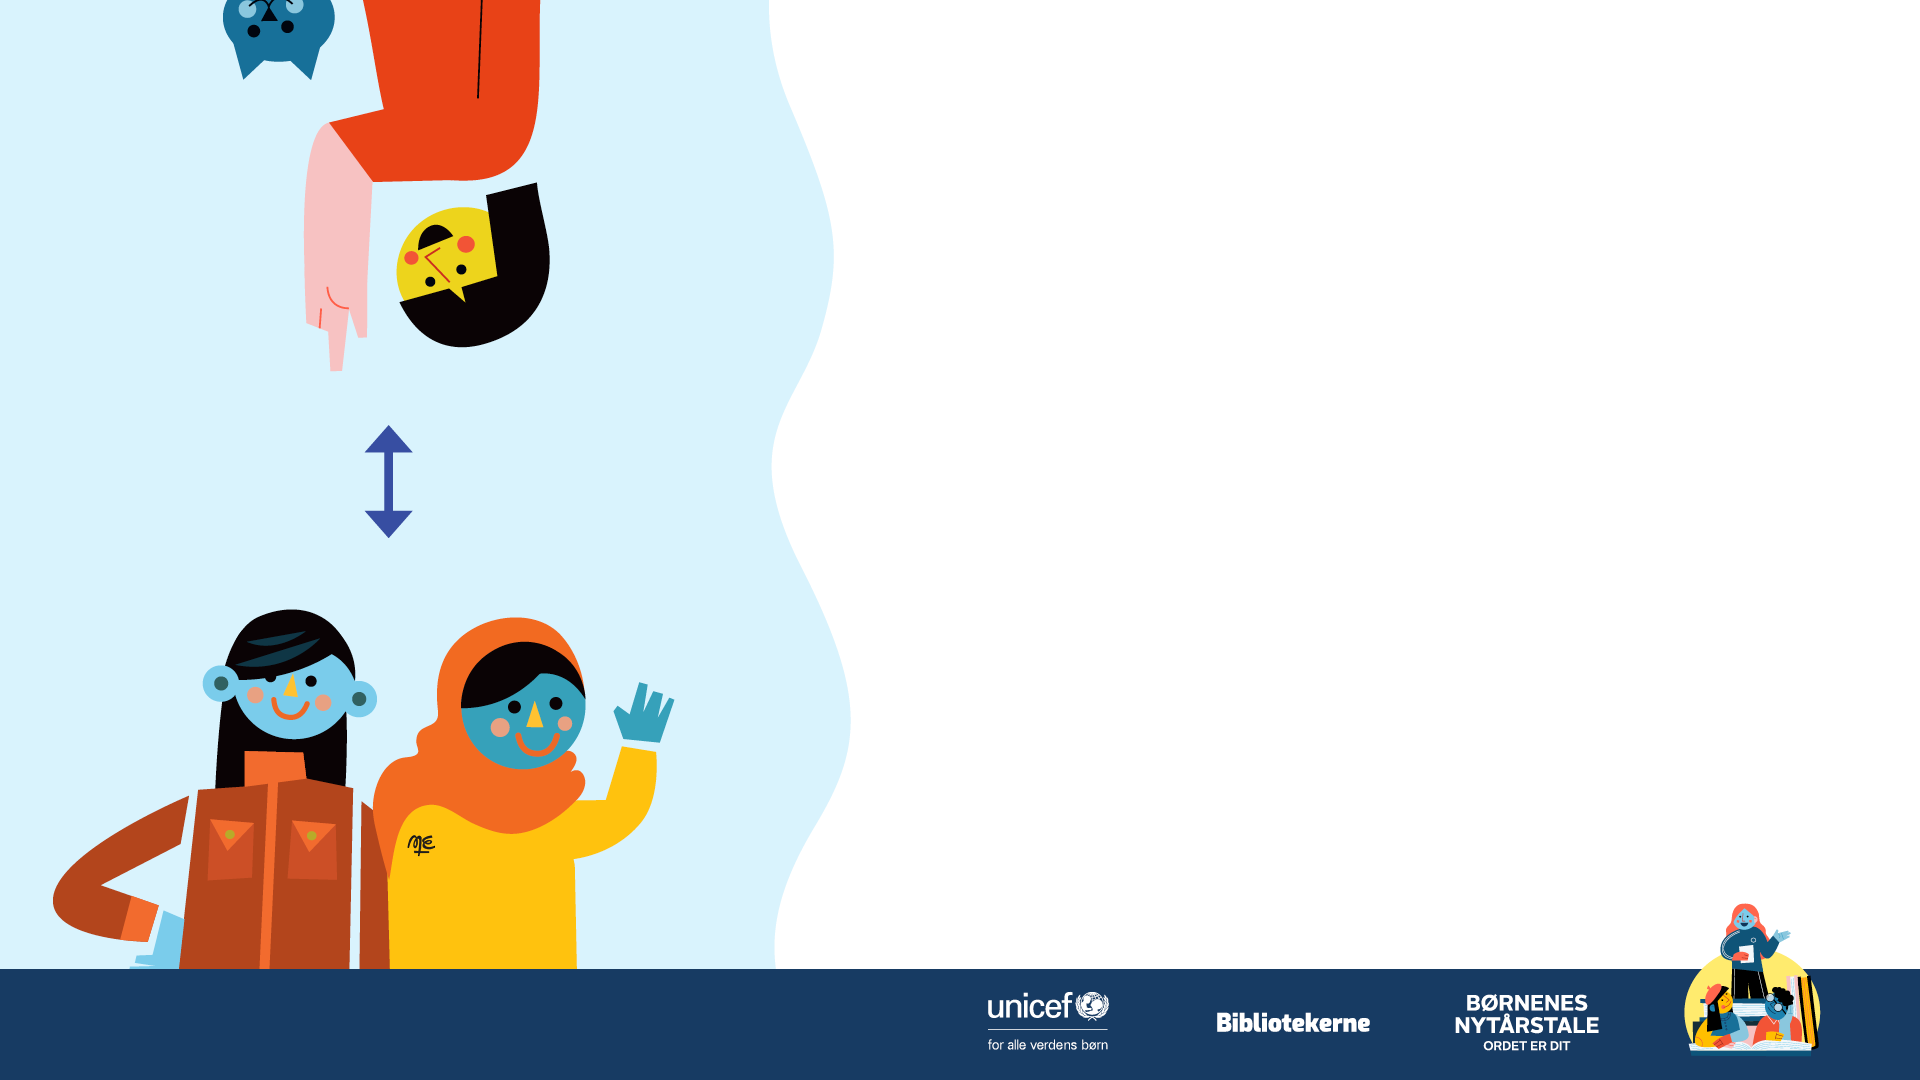 unicef
for alle verdens børn
Bibliotekerne
BØRNENES
NYTÅRSTALE
ORDET ER DIT